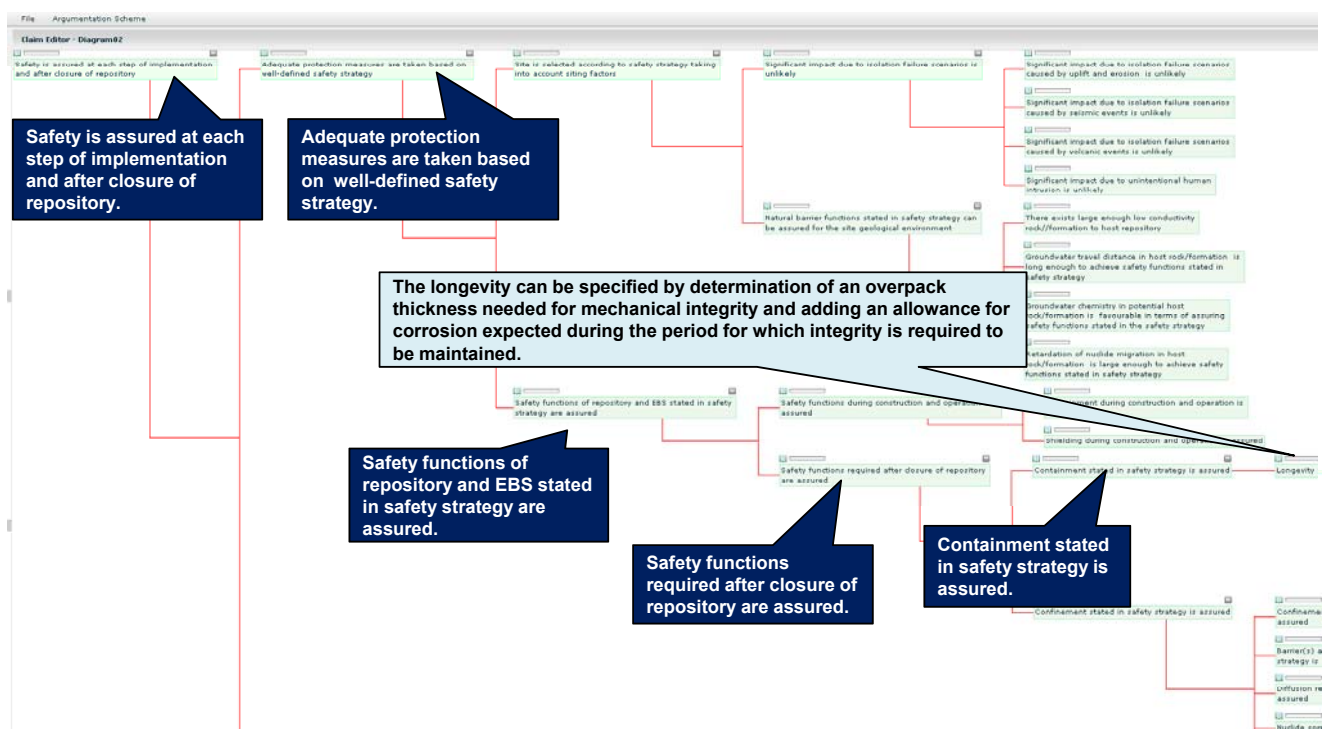 File Argumentation Scheme
Claim Editor - Diagram02
Safety is assured at each step of implementation
and after closure of repository
Adequate protection measures are taken based on
well-defined safety strategy
Site is selected according to safety strategy taking
into account siting factors
Significant impact due to isolation failure scenarios is
unlikely
Significant impact due to isolation failure scenarios
caused by uplift and erosion is unlikely
Significant impact due to isolation failure scenarios
caused by seismic events is unlikely
Significant impact due to isolation failure scenarios
caused by volcanic events is unlikely
Significant impact due to unintentional human
intrusion is unlikely
Safety is assured at each
step of implementation
and after closure of
repository.
Adequate protection
measures are taken based
on well-defined safety
strategy.
Natural barrier functions stated in safety strategy can
be assured for the site geological environment
There exists large enough low conductivity
rock//formation to host repository
Groundwater travel distance in host rock/formation is
long enough to achieve safety functions stated in
safety strategy
Groundwater chemistry in potential host
rock/formation is favourable in terms of assuring
safety functions stated in the safety strategy
Retardation of nuclide migration in host
rock/formation is large enough to achieve safety
functions stated in safety strategy
The longevity can be specified by determination of an overpack
thickness needed for mechanical integrity and adding an allowance for
corrosion expected during the period for which integrity is required to
be maintained.
Safety functions of repository and EBS stated in safety
strategy are assured
Safety functions during construction and operation
assured
during construction and operation is
assured
Shielding during construction and operation assured
Safety functions required after closure of repository
are assured
Containment stated in safety strategy is assured
Longevity
Safety functions of
repository and EBS stated
in safety strategy are
assured.
Safety functions
required after closure of
repository are assured.
Containment stated
in safety strategy is
assured.
Confinement stated in safety strategy is assured
assured
Barrier(s)
strategy is
Diffusion
assured
Nuclide